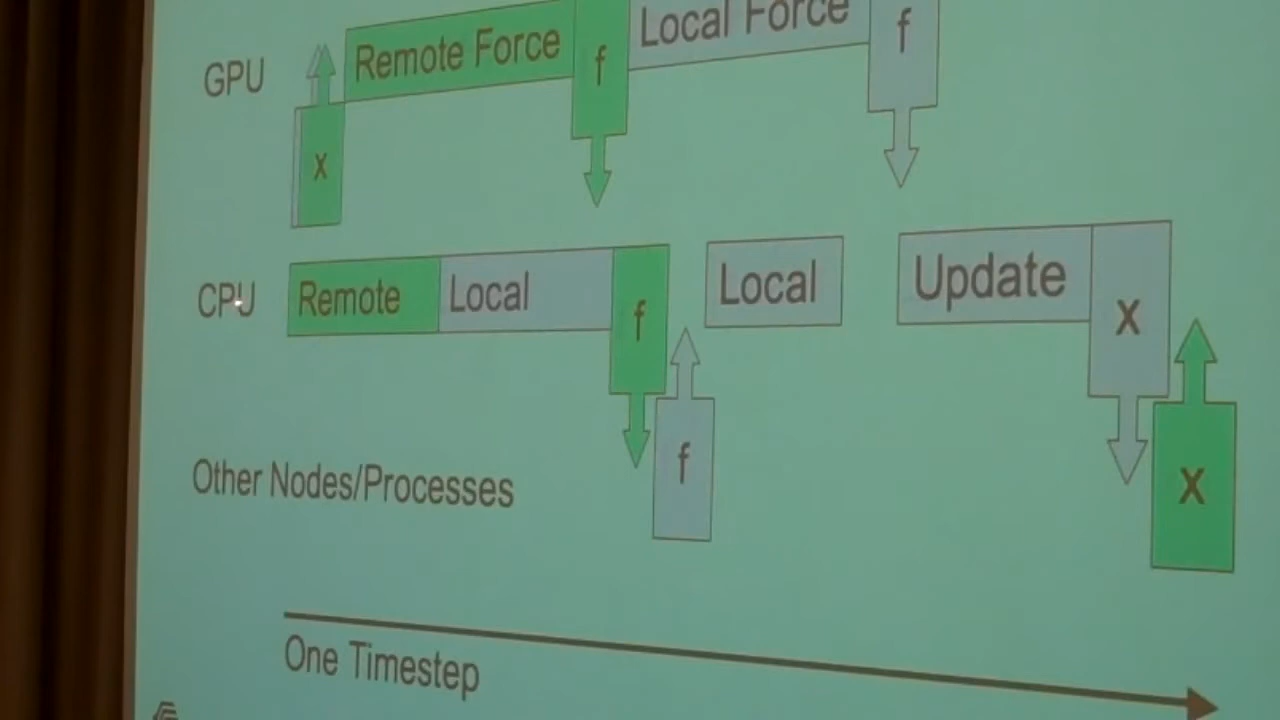 GPU
Remote Force
f
Local Force
f
x
CPU
Remote
Local
f
Local
Update
X
Other Nodes/Processes
f
X
One Timestep